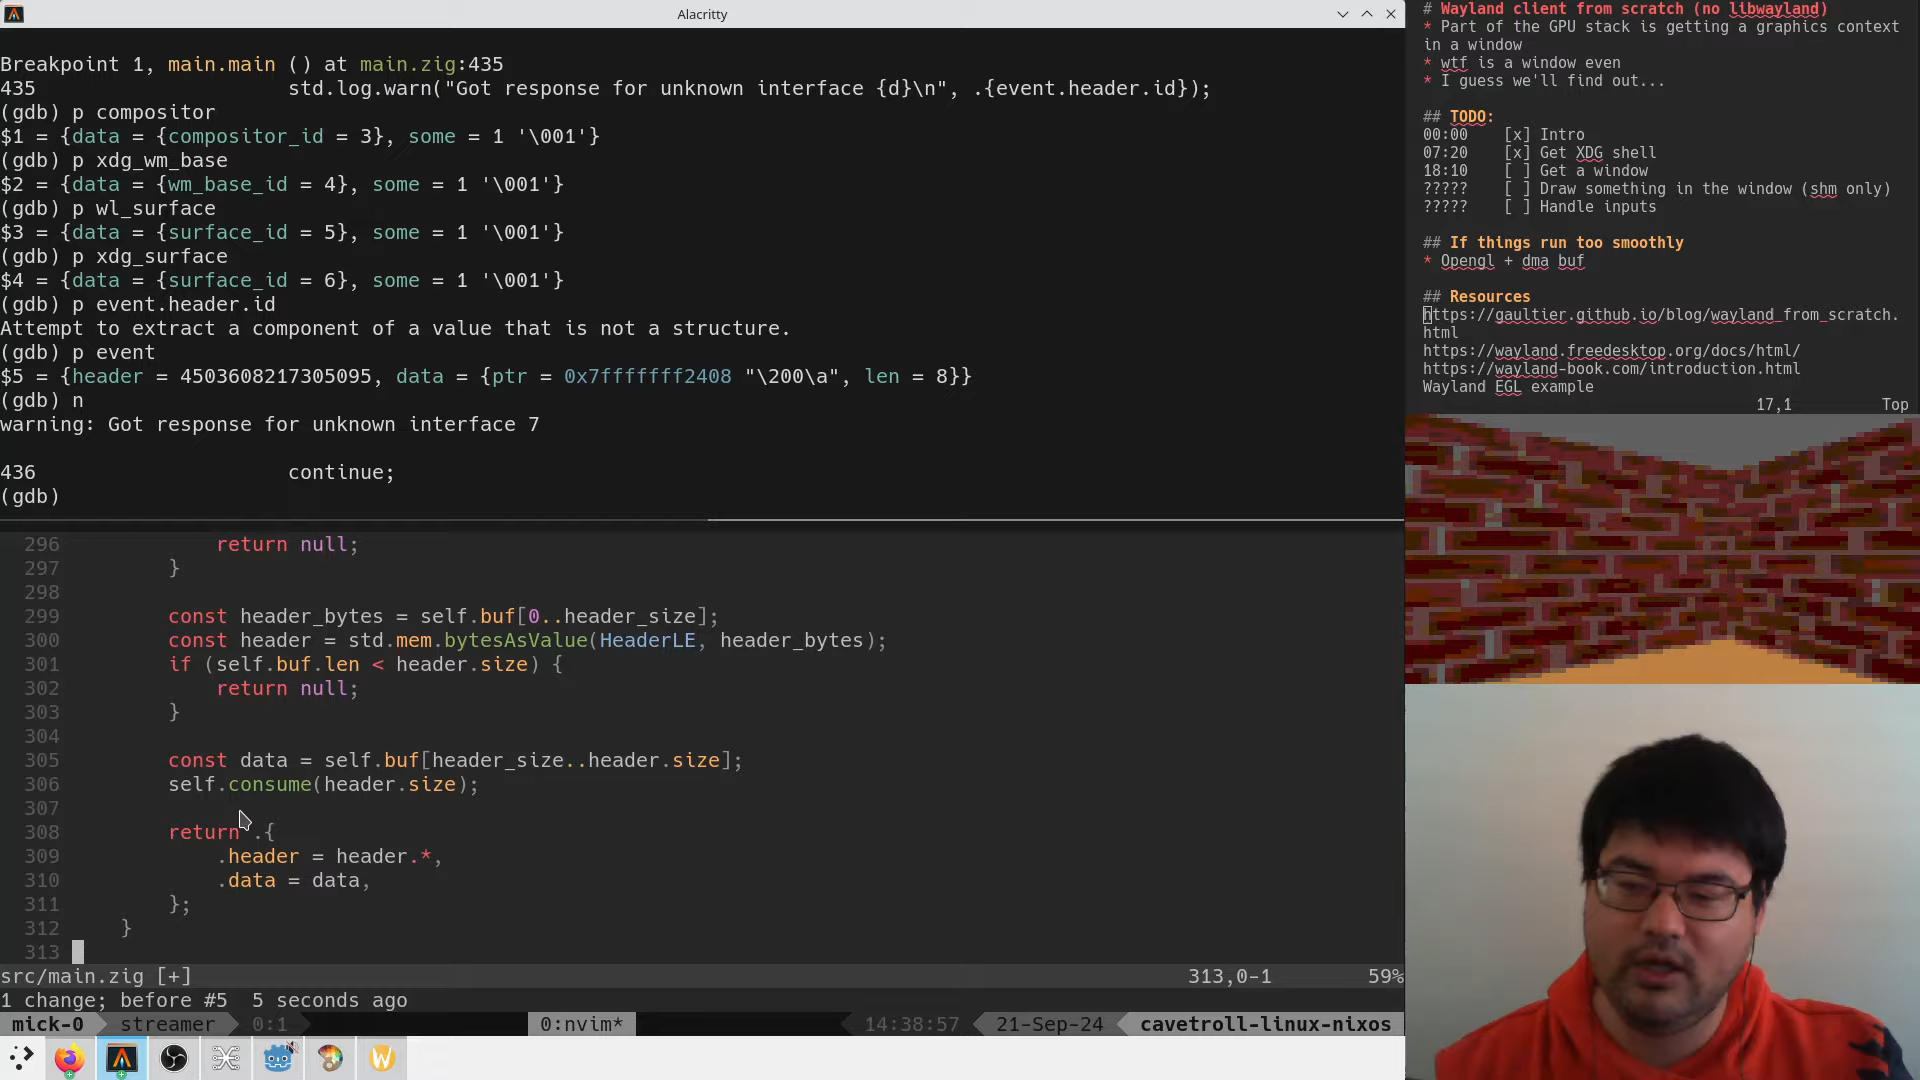 Alacritty
Breakpoint 1, main.main () at main.zig:435
435                     std.log.warn("Got response for unknown interface {d}\n", .{event.header.id});
(gdb) p compositor
$1 = {data = {compositor_id = 3}, some = 1 '\001'}
(gdb) p xdg_wm_base
$2 = {data = {wm_base_id = 4}, some = 1 '\001'}
(gdb) p wl_surface
$3 = {data = {surface_id = 5}, some = 1 '\001'}
(gdb) p xdg_surface
$4 = {data = {surface_id = 6}, some = 1 '\001'}
(gdb) p event.header.id
Attempt to extract a component of a value that is not a structure.
(gdb) p event
$5 = {header = 4503608217305095, data = {ptr = 0x7fffffff2408 "\200\a", len = 8}}
(gdb) n
warning: Got response for unknown interface 7
436                     continue;
(gdb)
296             return null;
297         }
298
299         const header_bytes = self.buf[0..header_size];
300         const header = std.mem.bytesAsValue(HeaderLE, header_bytes);
301         if (self.buf.len < header.size) {
302             return null;
303         }
304
305         const data = self.buf[header_size..header.size];
306         self.consume(header.size);
307
308         return .{
309             .header = header.*,
310             .data = data,
311         };
312     }
313
src/main.zig [+] 313,0-1 59%
1 change; before #5  5 seconds ago
mick-0 streamer 0:1 0:nvim* 14:38:57 21-Sep-24 cavetroll-linux-nixos
# Wayland client from scratch (no libwayland)
* Part of the GPU stack is getting a graphics context
in a window
* wtf is a window even
* I guess we'll find out...
## TODO:
00:00    [x] Intro
07:20    [x] Get XDG shell
18:10    [ ] Get a window
?????    [ ] Draw something in the window (shm only)
?????    [ ] Handle inputs
## If things run too smoothly
* Opengl + dma buf
## Resources
https://gaultier.github.io/blog/wayland_from_scratch.
html
https://wayland.freedesktop.org/docs/html/
https://wayland-book.com/introduction.html
Wayland EGL example
17,1 Top